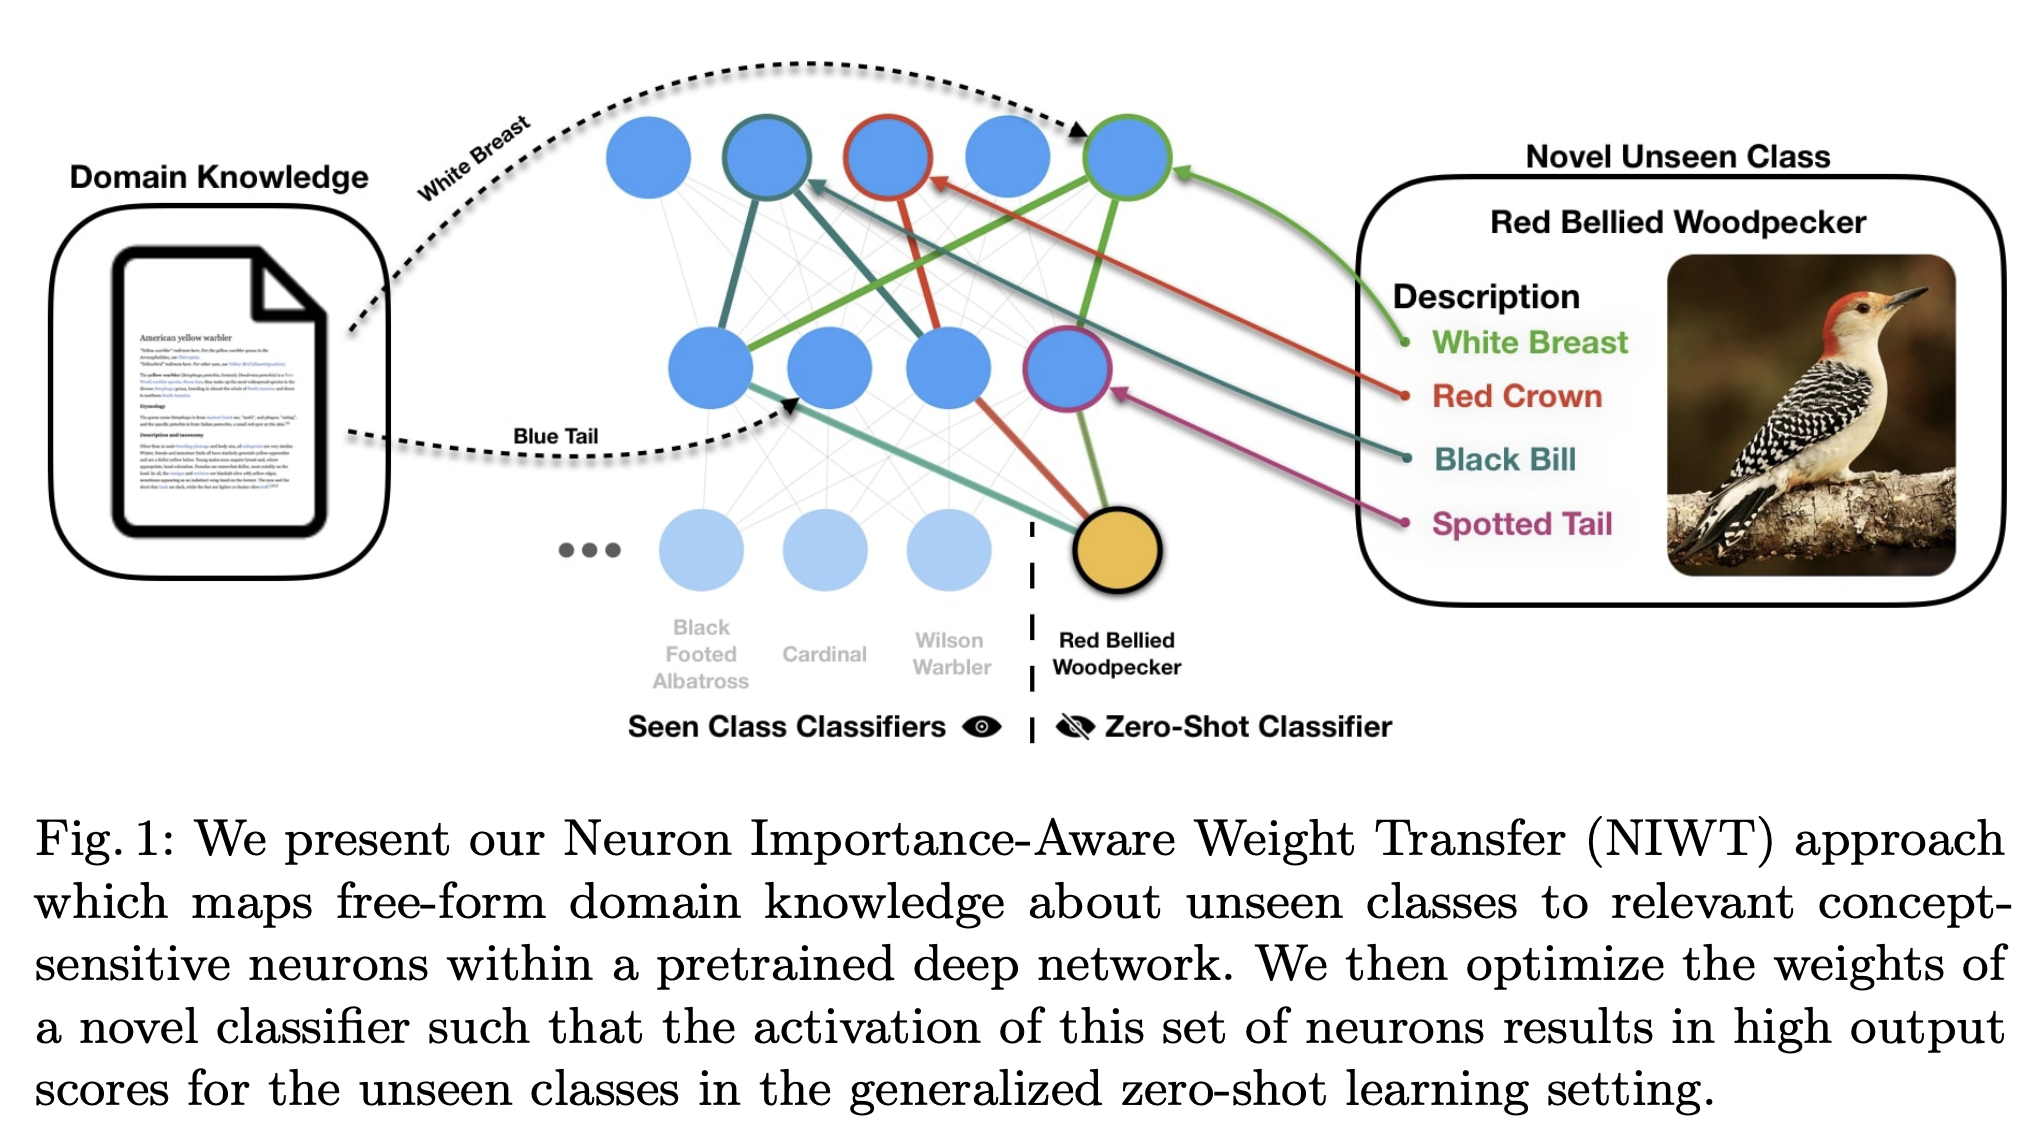 Domain Knowledge
White Breast
American yellow warbler
Blue Tail
Novel Unseen Class
Red Bellied Woodpecker
Description
White Breast
Red Crown
Black Bill
Spotted Tail
Black
Footed
Albatross
Cardinal
Wilson
Warbler
Red Bellied
Woodpecker
Seen Class Classifiers
Zero-Shot Classifier
Fig. 1: We present our Neuron Importance-Aware Weight Transfer (NIWT) approach
which maps free-form domain knowledge about unseen classes to relevant concept-
sensitive neurons within a pretrained deep network. We then optimize the weights of
a novel classifier such that the activation of this set of neurons results in high output
scores for the unseen classes in the generalized zero-shot learning setting.